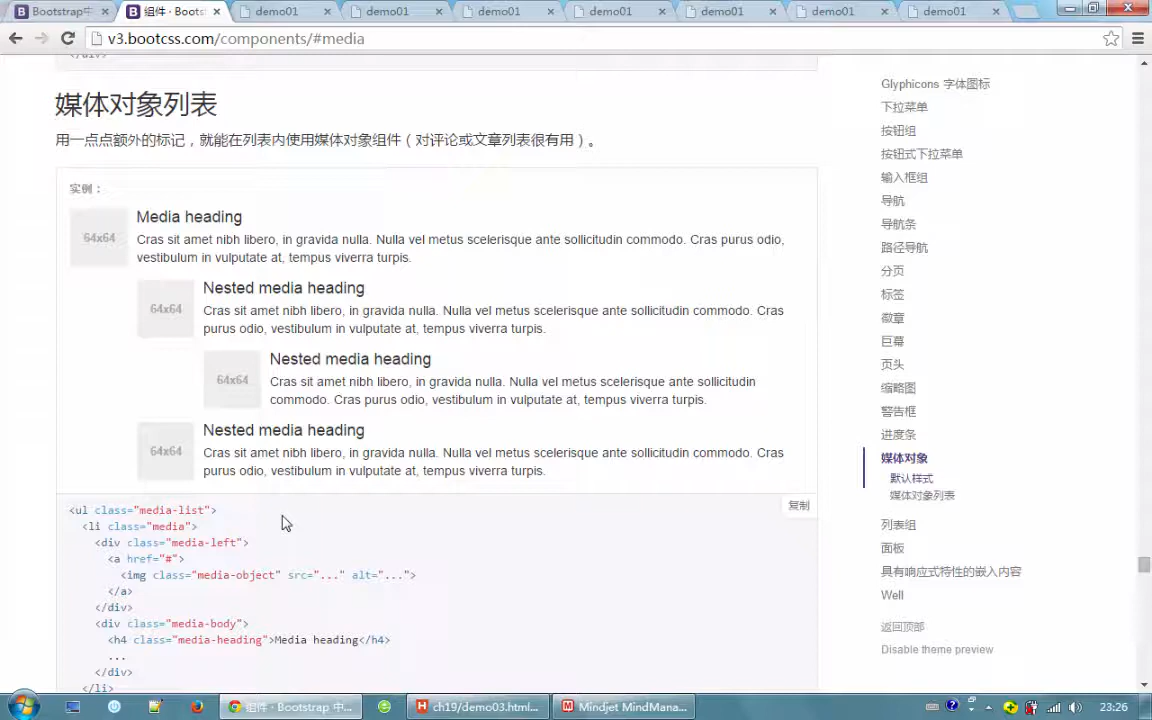 Bootstrap中
组件 · Boots
demo01
demo01
demo01
demo01
demo01
demo01
demo01
v3.bootcss.com/components/#media
</div>
媒体对象列表
用一点点额外的标记，就能在列表内使用媒体对象组件（对评论或文章列表很有用）。
实例：
64x64
Media heading
Cras sit amet nibh libero, in gravida nulla. Nulla vel metus scelerisque ante sollicitudin commodo. Cras purus odio,
vestibulum in vulputate at, tempus viverra turpis.
64x64
Nested media heading
Cras sit amet nibh libero, in gravida nulla. Nulla vel metus scelerisque ante sollicitudin commodo. Cras
purus odio, vestibulum in vulputate at, tempus viverra turpis.
64x64
Nested media heading
Cras sit amet nibh libero, in gravida nulla. Nulla vel metus scelerisque ante sollicitudin
commodo. Cras purus odio, vestibulum in vulputate at, tempus viverra turpis.
64x64
Nested media heading
Cras sit amet nibh libero, in gravida nulla. Nulla vel metus scelerisque ante sollicitudin commodo. Cras
purus odio, vestibulum in vulputate at, tempus viverra turpis.
复制
<ul class="media-list">
<li class="media">
<div class="media-left">
<a href="#">
<img class="media-object" src="..." alt="...">
</a>
</div>
<div class="media-body">
<h4 class="media-heading">Media heading</h4>
...
</div>
</li>
Glyphicons 字体图标
下拉菜单
按钮组
按钮式下拉菜单
输入框组
导航
导航条
路径导航
分页
标签
徽章
巨幕
页头
缩略图
警告框
进度条
媒体对象
默认样式
媒体对象列表
列表组
面板
具有响应式特性的嵌入内容
Well
返回顶部
Disable theme preview
组件 · Bootstrap 中...
ch19/demo03.html...
Mindjet MindMana...
23:26